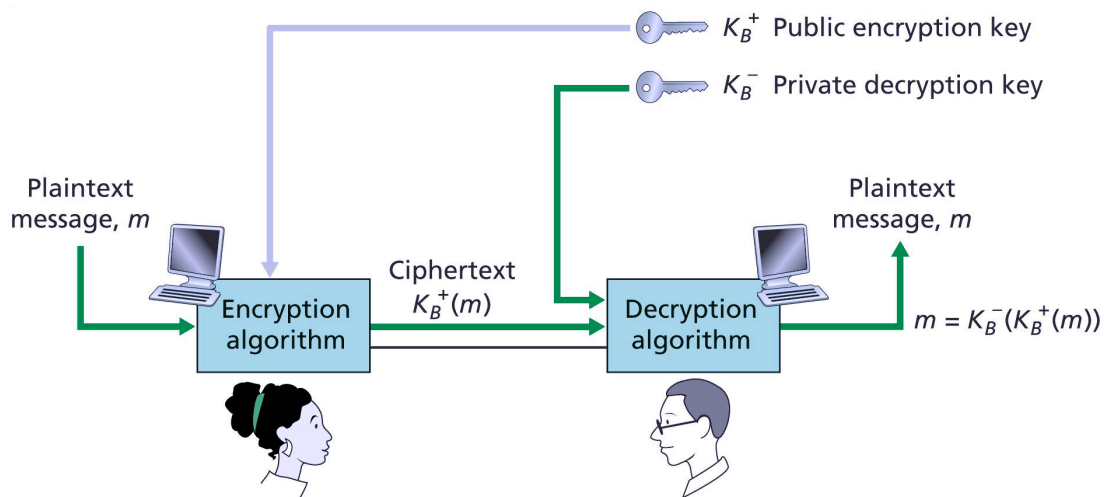 K_B^+ Public encryption key
K_B^- Private decryption key
Plaintext
message, m
Plaintext
message, m
Ciphertext
K_B^+(m)
Encryption
algorithm
Decryption
algorithm
m = K_B^-(K_B^+(m))